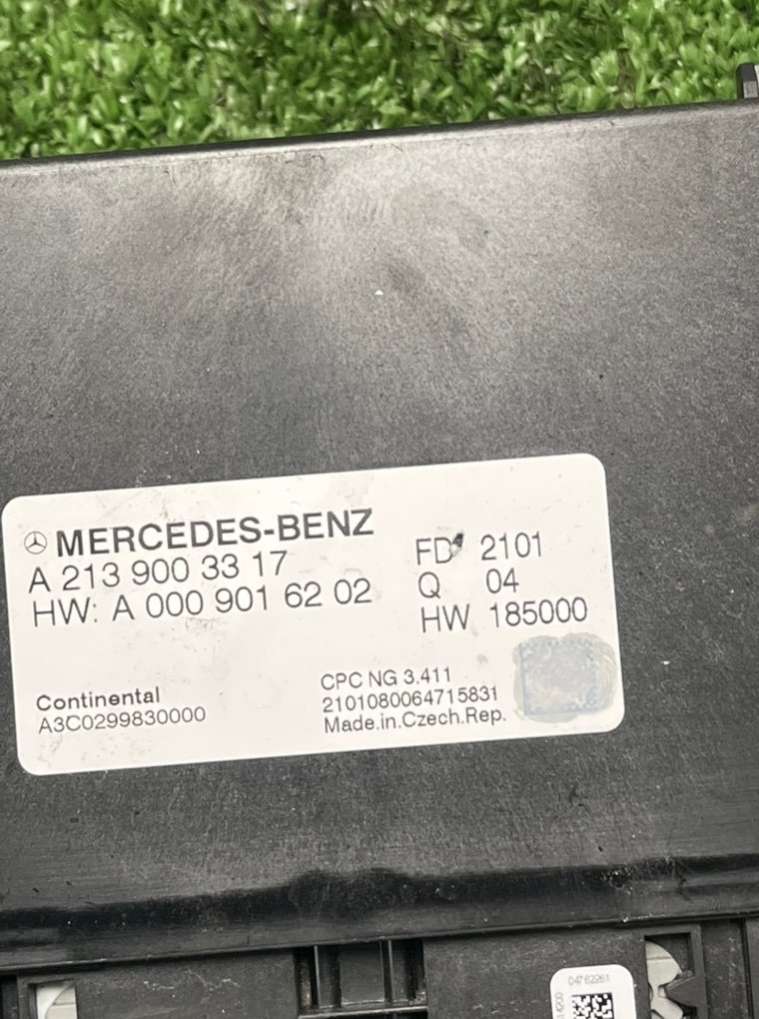 MERCEDES-BENZ
A 213 900 33 17
HW: A 000 901 62 02
FD 2101
Q 04
HW 185000
Continental
A3C0299830000
CPC NG 3.411
2101080064715831
Made.in.Czech.Rep.
04762961